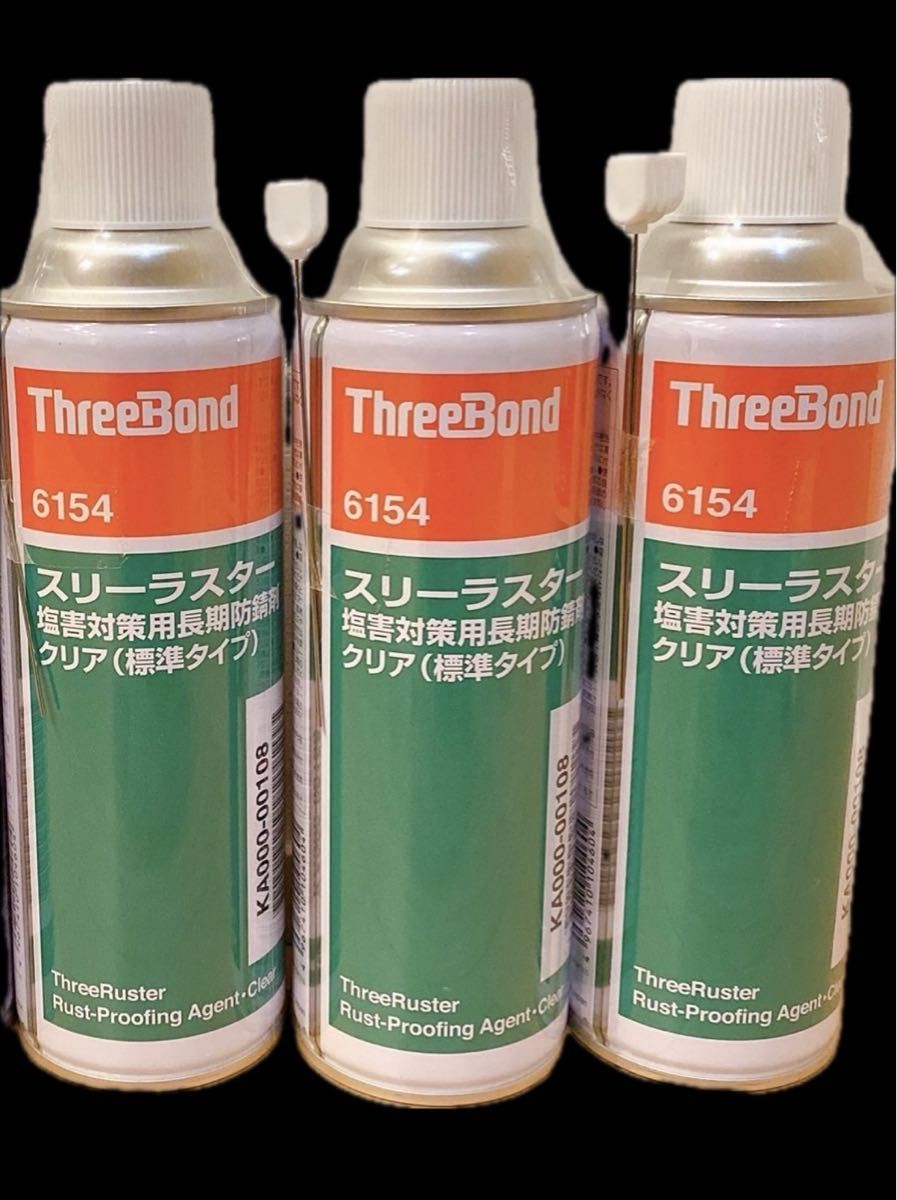 ThreeBond
6154
スリーラスター
塩害対策用長期防錆剤
クリア(標準タイプ)
KA000-00108
ThreeRuster
Rust-Proofing Agent・Clear
ThreeBond
6154
スリーラスター
塩害対策用長期防錆剤
クリア(標準タイプ)
KA000-00108
4967410104604
ThreeRuster
Rust-Proofing Agent・Clear
ThreeBond
6154
スリーラスター
塩害対策用長期防錆
クリア(標準タイプ)
KA000-00108
ThreeRuster
Rust-Proofing Agent・Clear